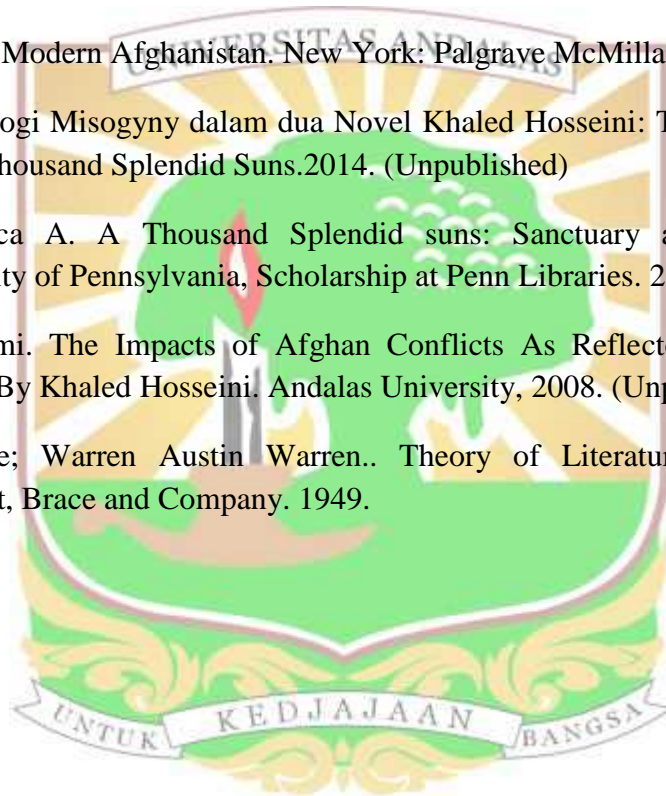 UNIVERSITAS ANDALAS
Modern Afghanistan. New York: Palgrave McMilla
ogi Misogyny dalam dua Novel Khaled Hosseini: T
housand Splendid Suns.2014. (Unpublished)
ca A. A Thousand Splendid suns: Sanctuary a
ity of Pennsylvania, Scholarship at Penn Libraries. 2
mi. The Impacts of Afghan Conflicts As Reflecte
By Khaled Hosseini. Andalas University, 2008. (Unp
e; Warren Austin Warren.. Theory of Literatur
t, Brace and Company. 1949.
UNTUK KEDJAJAAN BANGSA